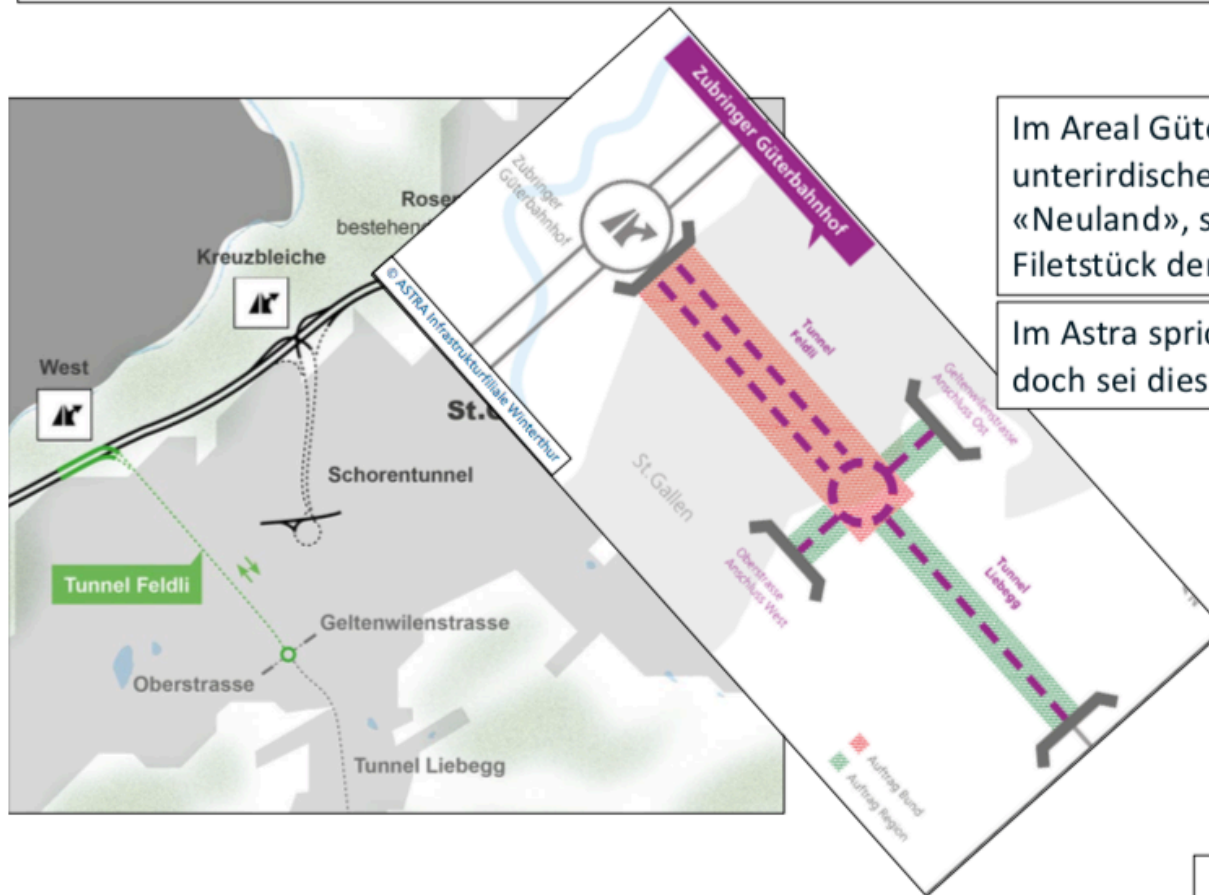 Rosen
bestehend
Kreuzbleiche
West
St.G
Schorentunnel
Tunnel Feldli
Geltenwilenstrasse
Oberstrasse
Tunnel Liebegg
© ASTRA Infrastrukturfiliale Winterthur
Zubringer Güterbahnhof
Zubringer
Güterbahnhof
Tunnel
Feldli
Geltenwilenstrasse
Anschluss Ost
St.Gallen
Oberstrasse
Anschluss West
Tunnel
Liebegg
Auftrag Bund
Auftrag Region
Im Areal Güte
unterirdische
«Neuland», s
Filetstück der
Im Astra spric
doch sei dies